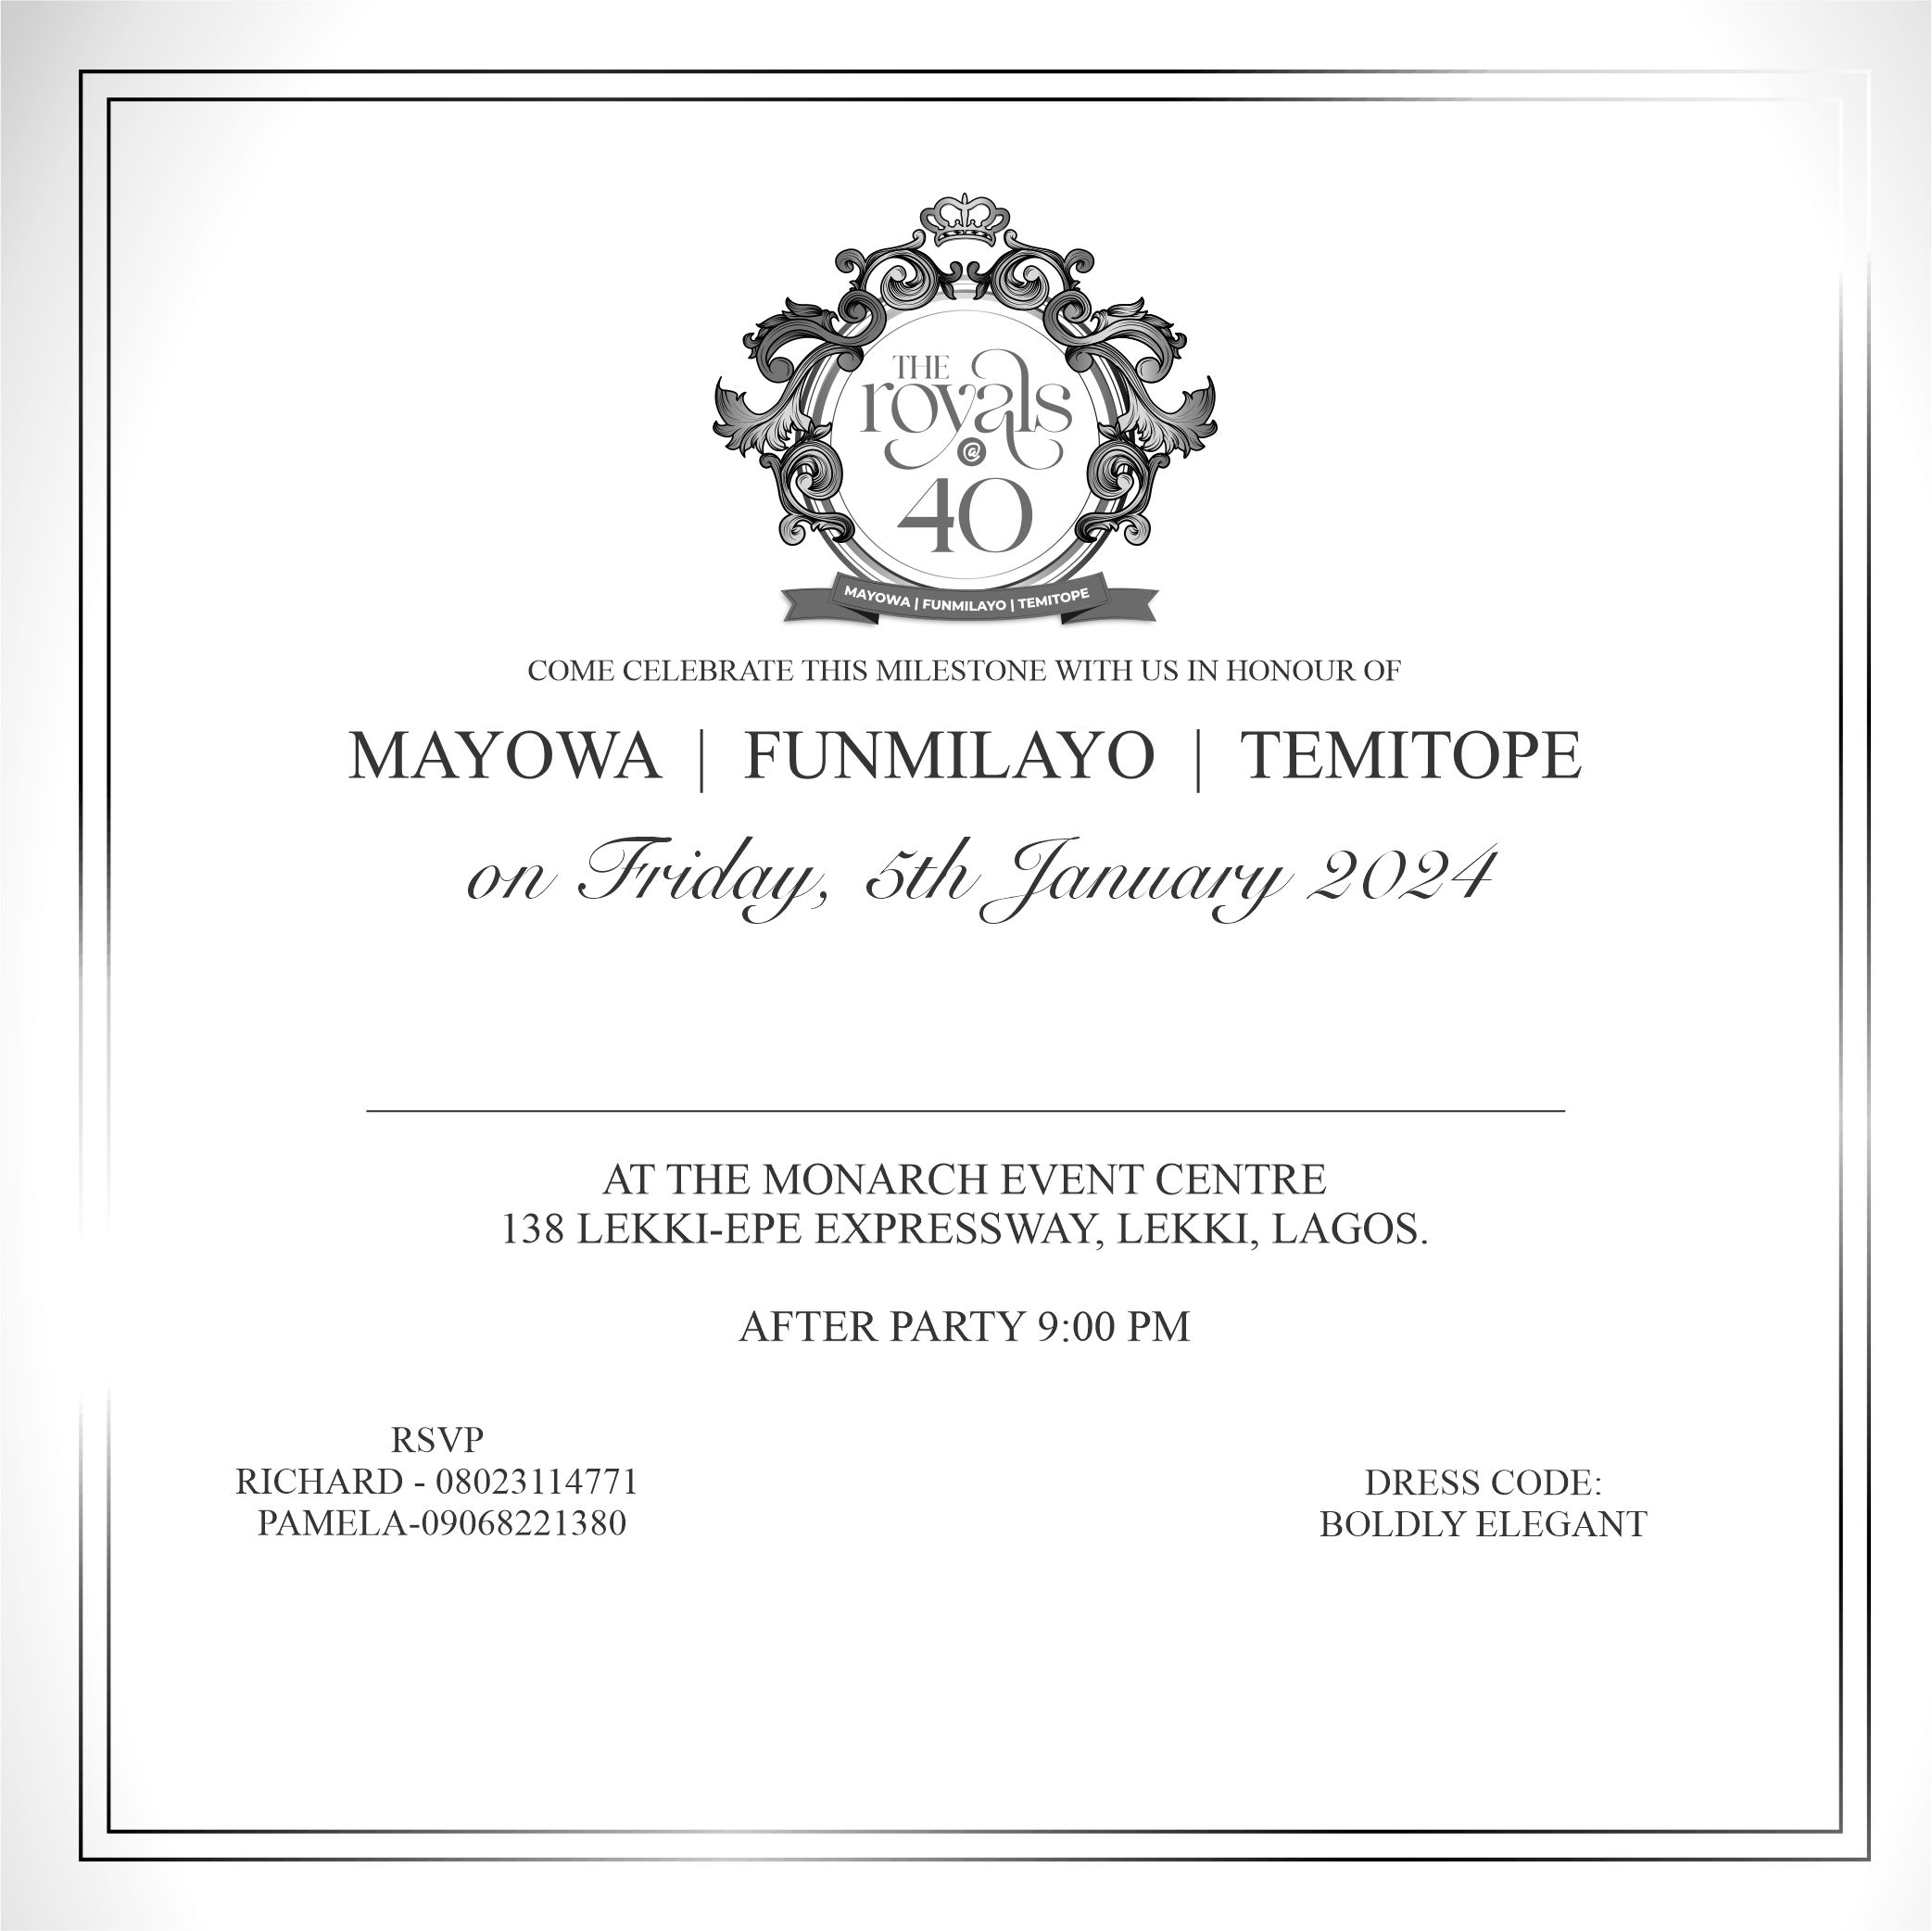 THE
royals
@
40
MAYOWA | FUNMILAYO | TEMITOPE
COME CELEBRATE THIS MILESTONE WITH US IN HONOUR OF
MAYOWA | FUNMILAYO | TEMITOPE
on Friday, 5th January 2024
AT THE MONARCH EVENT CENTRE
138 LEKKI-EPE EXPRESSWAY, LEKKI, LAGOS.
AFTER PARTY 9:00 PM
RSVP
RICHARD - 08023114771
PAMELA-09068221380
DRESS CODE:
BOLDLY ELEGANT